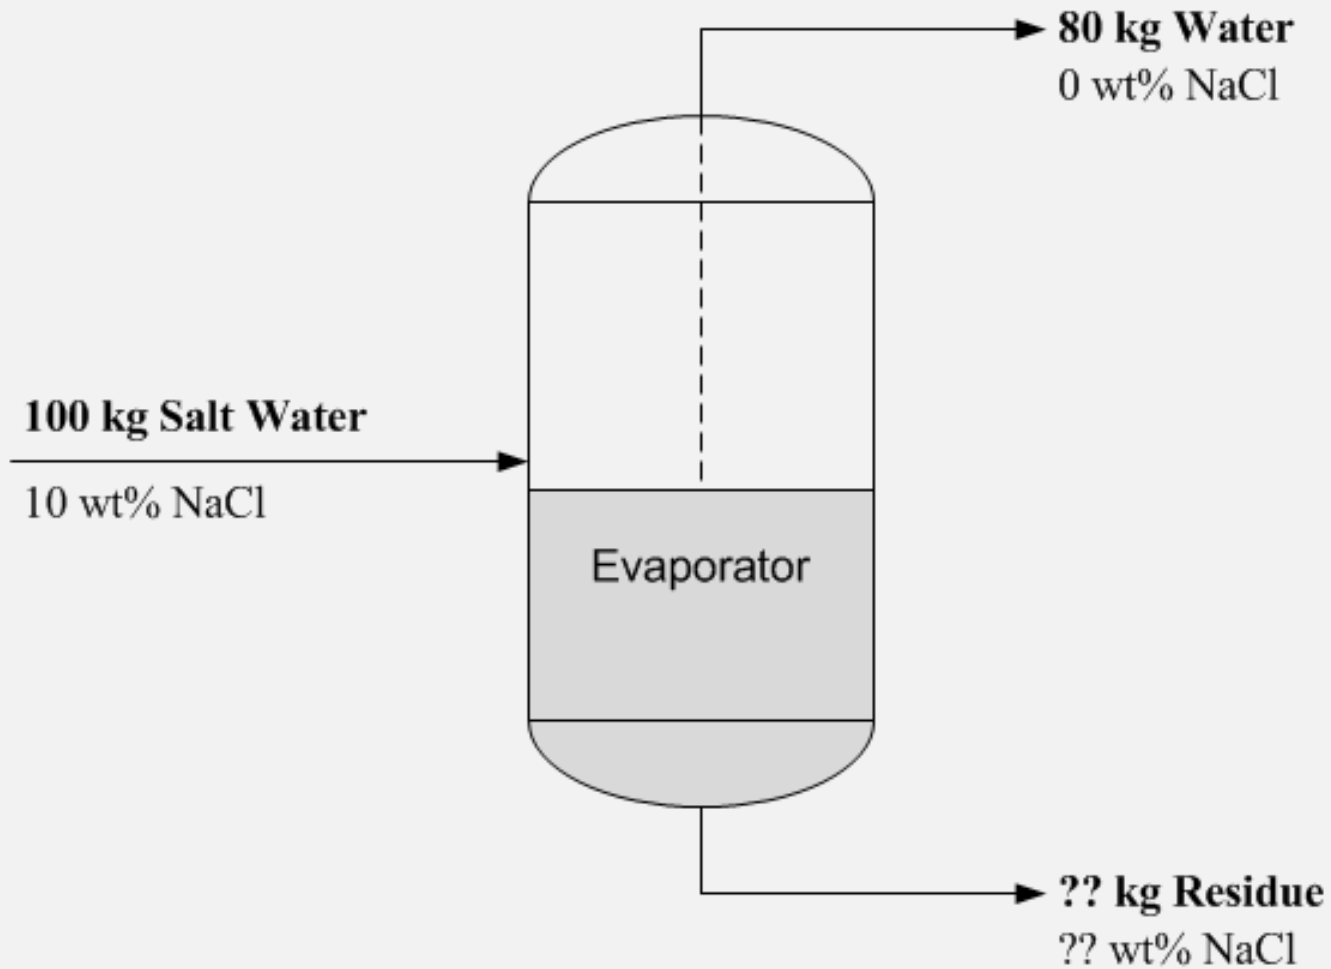 80 kg Water
0 wt% NaCl
100 kg Salt Water
10 wt% NaCl
Evaporator
?? kg Residue
?? wt% NaCl